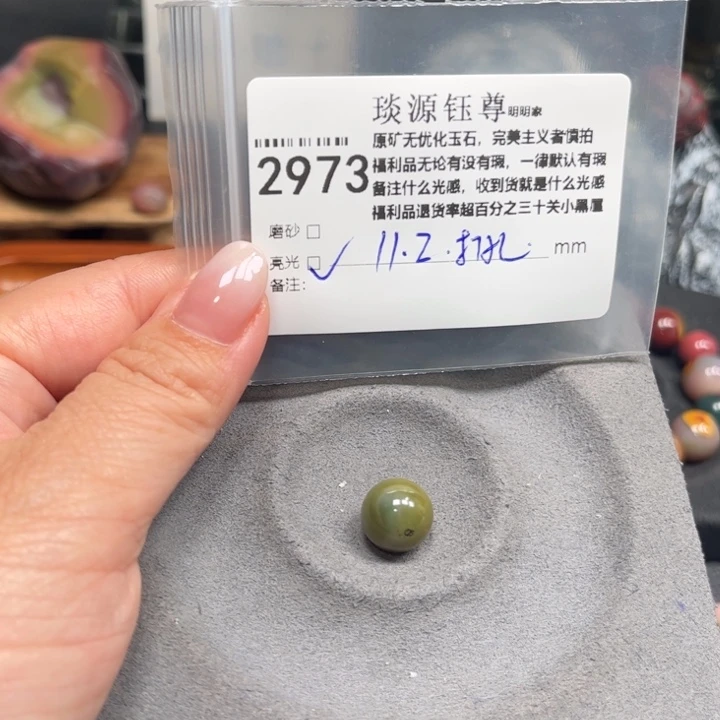 琰源钰尊明明家
原矿无优化玉石，完美主义者慎拍
2973
福利品无论有没有瑕，一律默认有瑕
备注什么光感，收到货就是什么光感
福利品退货率超百分之三十关小黑屋
磨砂 □
亮光 □ ✓ 11.2.打孔 mm
备注：